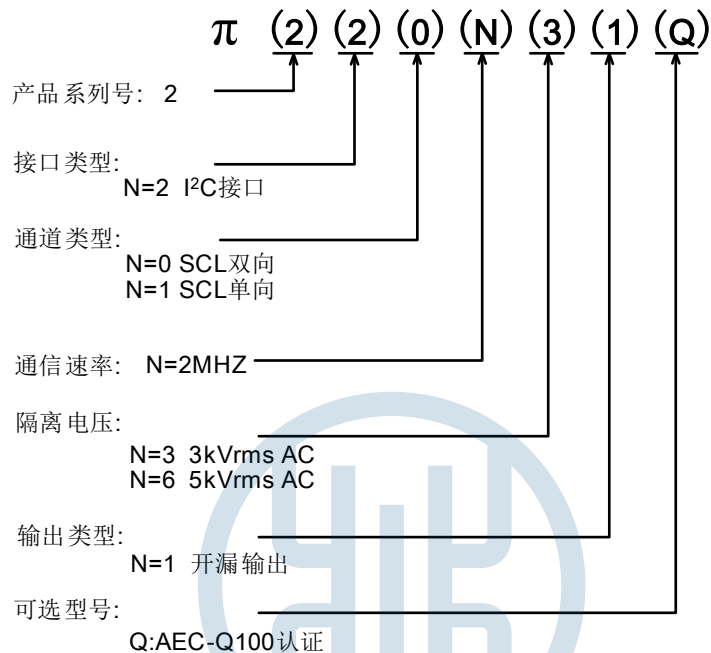 π (2) (2) (0) (N) (3) (1) (Q)
产品系列号: 2
接口类型:
N=2 I²C接口
通道类型:
N=0 SCL双向
N=1 SCL单向
通信速率: N=2MHZ
隔离电压:
N=3 3kVrms AC
N=6 5kVrms AC
输出类型:
N=1 开漏输出
可选型号:
Q:AEC-Q100认证